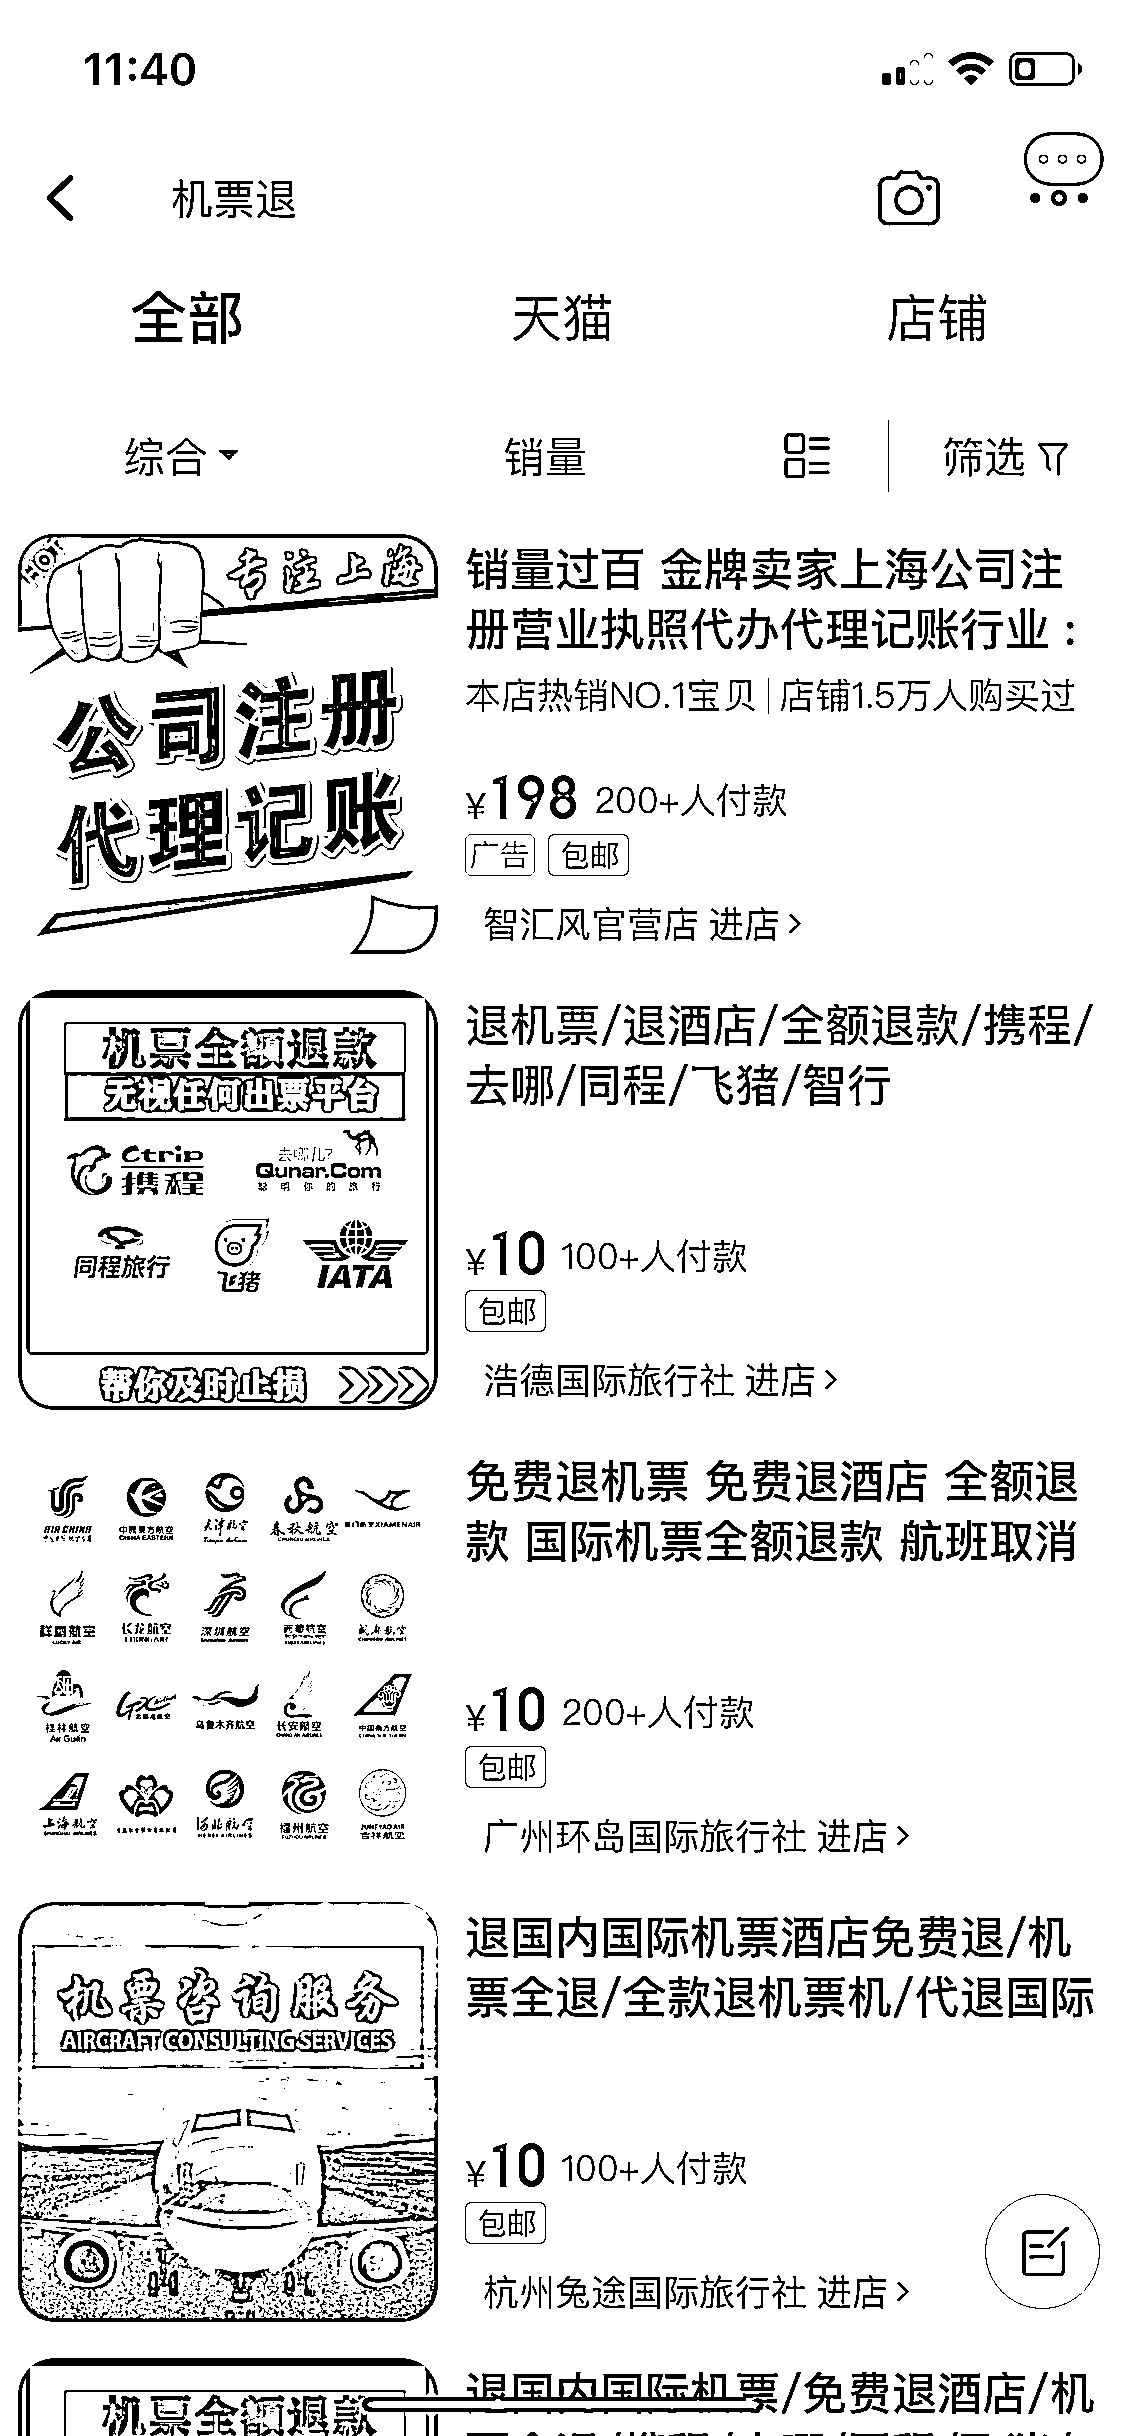 11:40
机票退
全部
天猫
店铺
综合
销量
筛选
HOT
专注上海
公司注册
代理记账
销量过百 金牌卖家上海公司注
册营业执照代办代理记账行业：
本店热销NO.1宝贝 | 店铺1.5万人购买过
¥198 200+人付款
广告 包邮
智汇风官营店 进店 >
机票全额退款
无视任何出票平台
Ctrip
携程
去哪儿?
Qunar.Com
聪明你的旅行
同程旅行
飞猪
IATA
帮你及时止损
退机票/退酒店/全额退款/携程/
去哪/同程/飞猪/智行
¥10 100+人付款
包邮
浩德国际旅行社 进店 >
AIR CHINA
中国东方航空
CHINA EASTERN
天津航空
春秋航空
XIAMENAIR
祥鹏航空
LUCKY AIR
长龙航空
深圳航空
西藏航空
成都航空
桂林航空
Air Guilin
乌鲁木齐航空
长安航空
中国南方航空
上海航空
河北航空
HEBEI AIRLINES
福州航空
FUZHOU AIRLINES
JUNEYAO AIR
吉祥航空
免费退机票 免费退酒店 全额退
款 国际机票全额退款 航班取消
¥10 200+人付款
包邮
广州环岛国际旅行社 进店 >
机票咨询服务
AIRCRAFT CONSULTING SERVICES
退国内国际机票酒店免费退/机
票全退/全款退机票机/代退国际
¥10 100+人付款
包邮
杭州兔途国际旅行社 进店 >
机票全额退款
退国内国际机票/免费退酒店/机